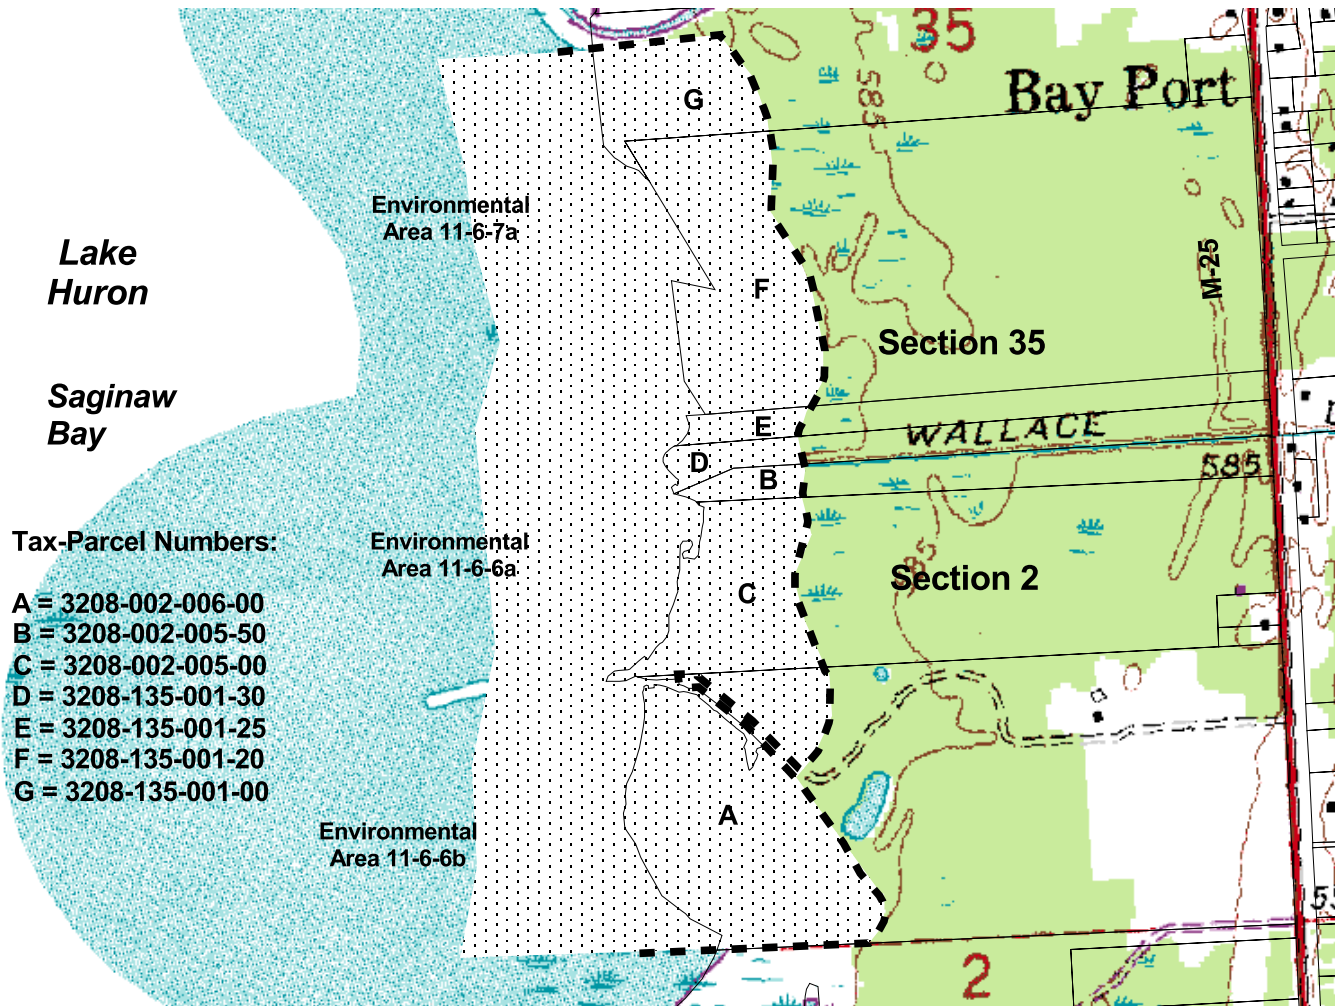 35
Bay Port
585
G
Environmental
Area 11-6-7a
Lake
Huron
M-25
F
Section 35
Saginaw
Bay
E
WALLACE
D
B
585
Tax-Parcel Numbers:
Environmental
Area 11-6-6a
585
Section 2
C
A = 3208-002-006-00
B = 3208-002-005-50
C = 3208-002-005-00
D = 3208-135-001-30
E = 3208-135-001-25
F = 3208-135-001-20
G = 3208-135-001-00
A
Environmental
Area 11-6-6b
2